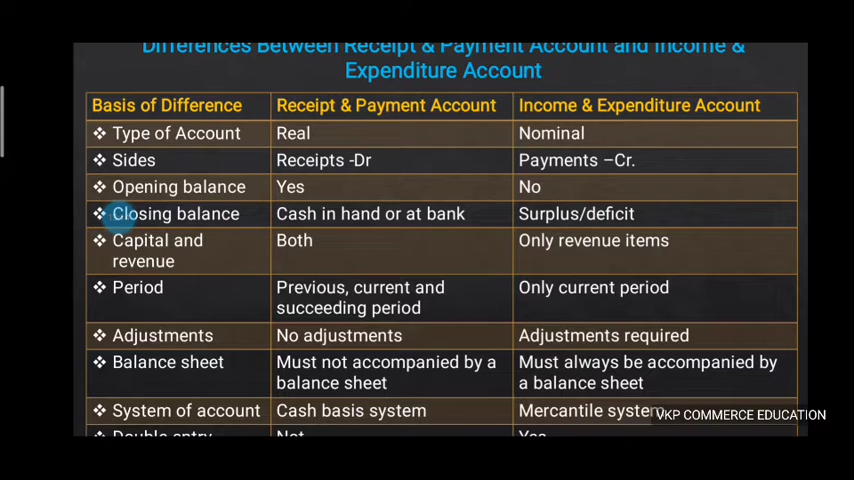 Differences Between Receipt & Payment Account and Income &
Expenditure Account
Basis of Difference Receipt & Payment Account Income & Expenditure Account
❖ Type of Account Real Nominal
❖ Sides Receipts -Dr Payments –Cr.
❖ Opening balance Yes No
❖ Closing balance Cash in hand or at bank Surplus/deficit
❖ Capital and Both Only revenue items
revenue
❖ Period Previous, current and Only current period
succeeding period
❖ Adjustments No adjustments Adjustments required
❖ Balance sheet Must not accompanied by a Must always be accompanied by
balance sheet a balance sheet
❖ System of account Cash basis system Mercantile system
VKP COMMERCE EDUCATION
❖ Double entry Not Yes